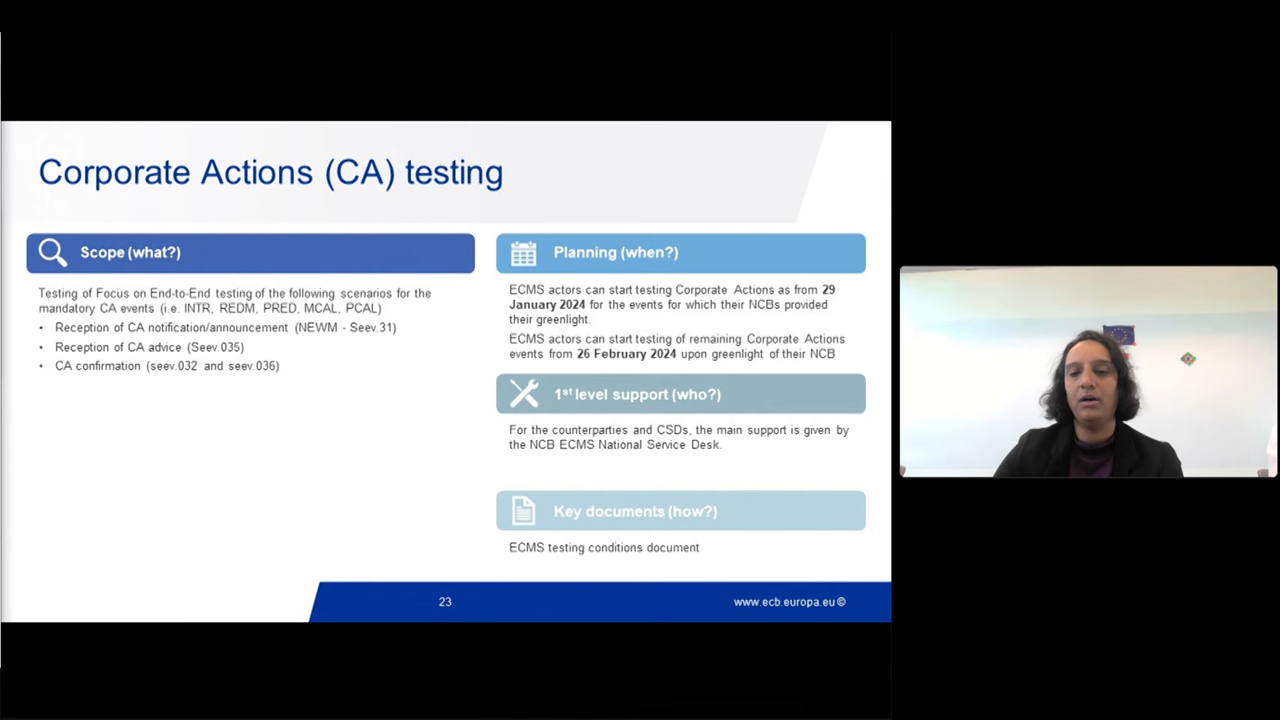 Corporate Actions (CA) testing
Scope (what?)
Testing of Focus on End-to-End testing of the following scenarios for the
mandatory CA events (i.e. INTR, REDM, PRED, MCAL, PCAL)
• Reception of CA notification/announcement (NEWM - Seev.31)
• Reception of CA advice (Seev.035)
• CA confirmation (seev.032 and seev.036)
Planning (when?)
ECMS actors can start testing Corporate Actions as from 29
January 2024 for the events for which their NCBs provided
their greenlight.
ECMS actors can start testing of remaining Corporate Actions
events from 26 February 2024 upon greenlight of their NCB
1st level support (who?)
For the counterparties and CSDs, the main support is given by
the NCB ECMS National Service Desk.
Key documents (how?)
ECMS testing conditions document
23
www.ecb.europa.eu ©